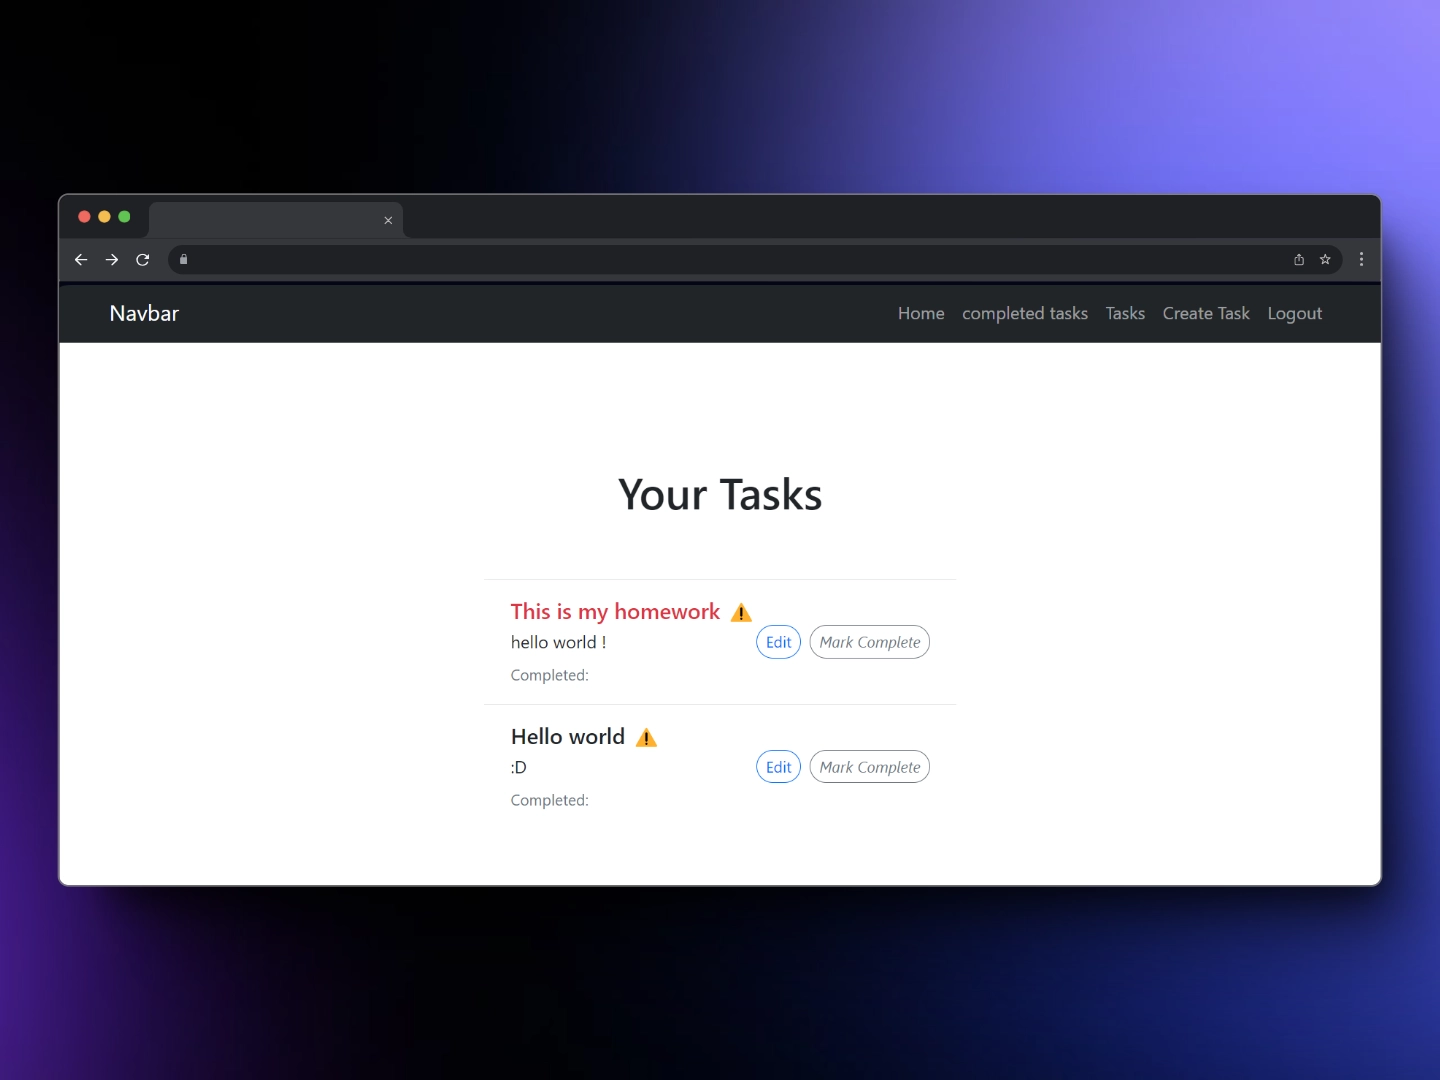 Navbar
Home completed tasks Tasks Create Task Logout
Your Tasks
This is my homework ⚠️
hello world !
Edit Mark Complete
Completed:
Hello world ⚠️
:D
Edit Mark Complete
Completed: